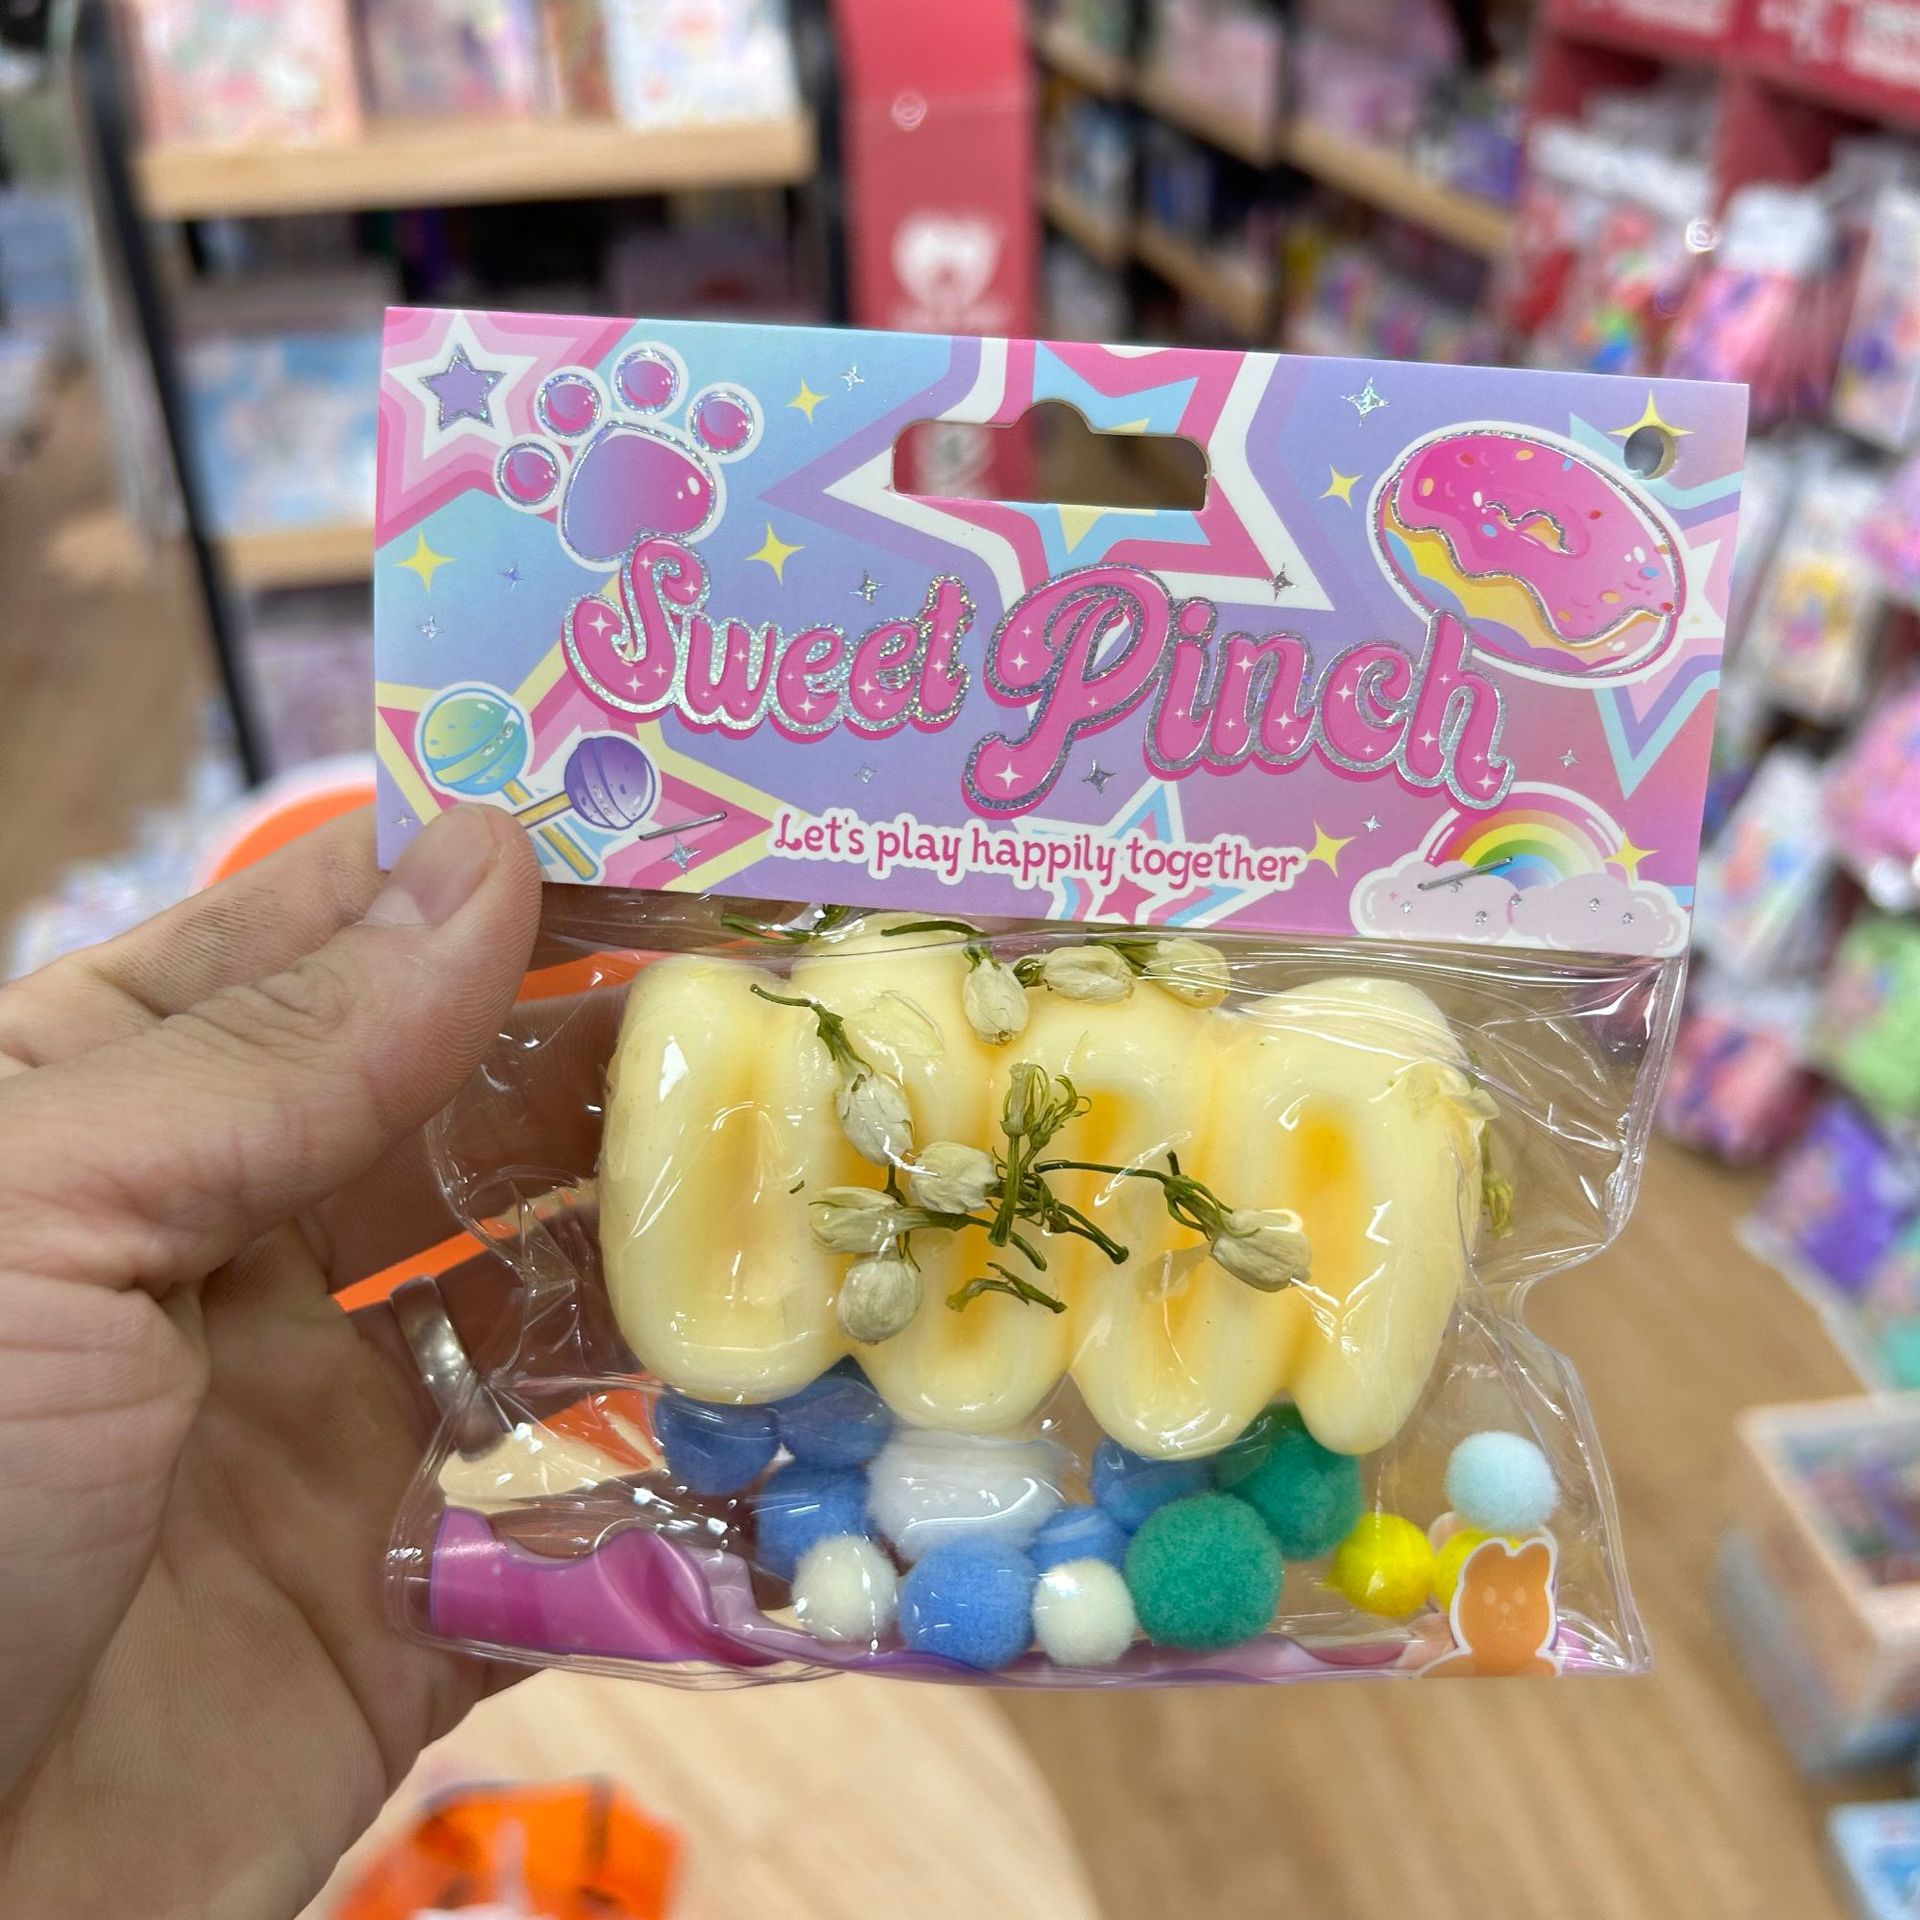 Sweet Pinch
Let's play happily together